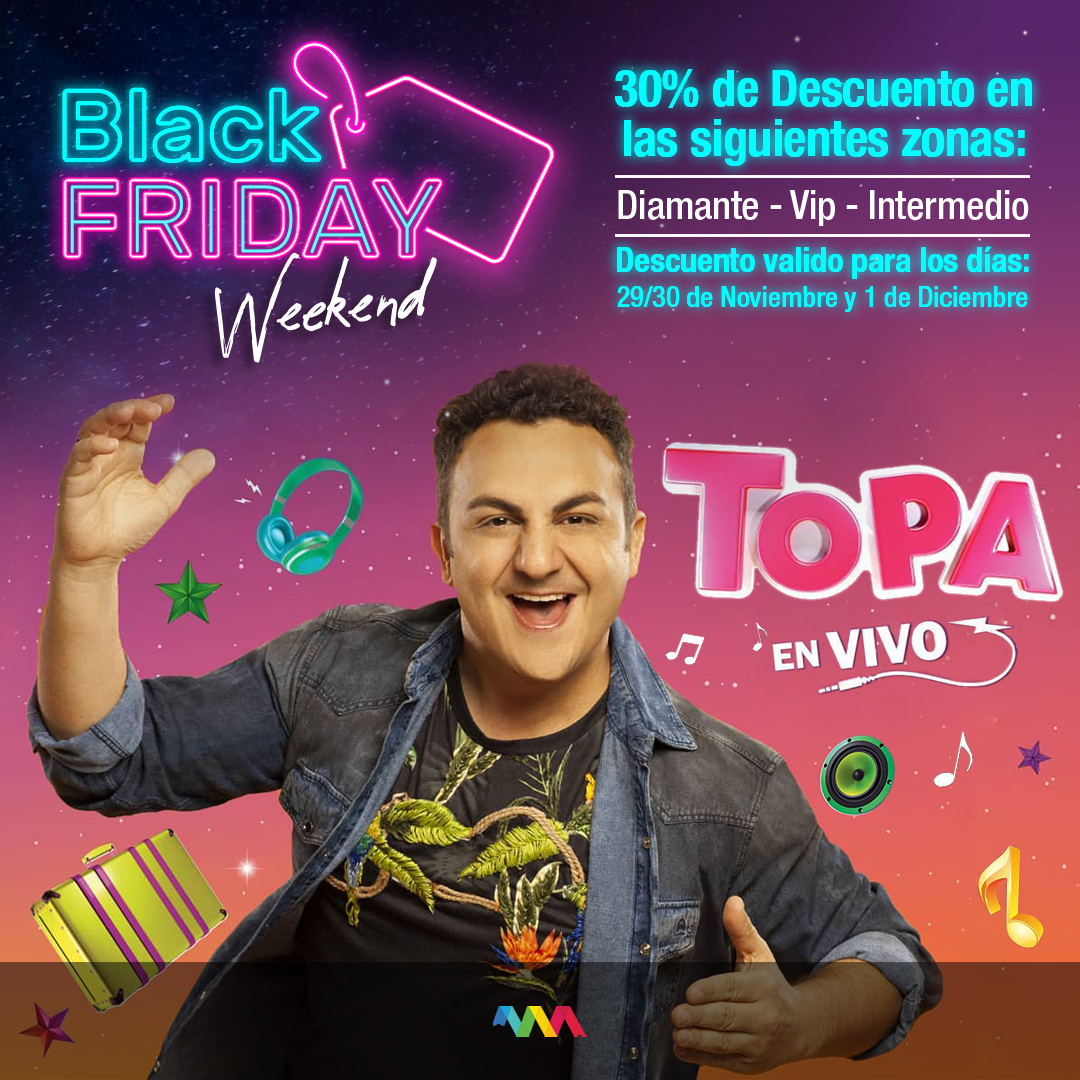 Black
FRIDAY
Weekend
30% de Descuento en
las siguientes zonas:
Diamante - Vip - Intermedio
Descuento valido para los días:
29/30 de Noviembre y 1 de Diciembre
TOPA
EN VIVO